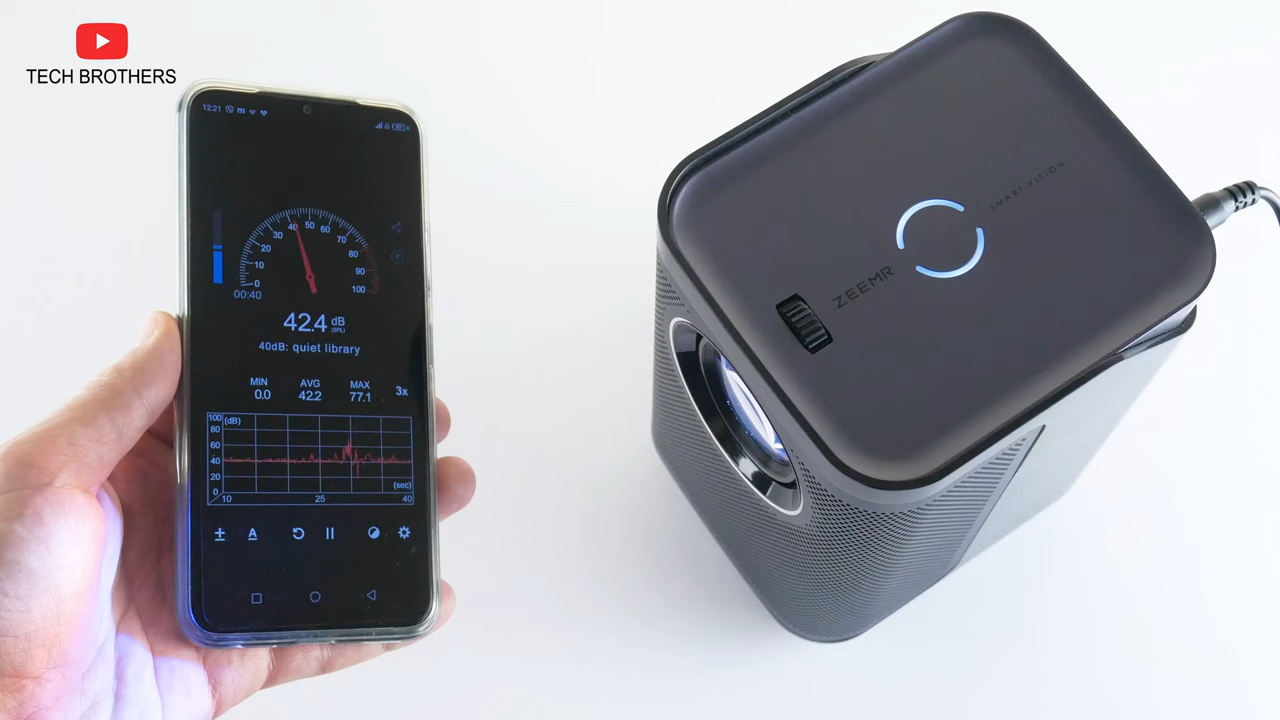 TECH BROTHERS
12:21
0
10
20
30
40
50
60
70
80
90
100
00:40
42.4 dB
(SPL)
40dB: quiet library
MIN AVG MAX
0.0 42.2 77.1 3x
100 (dB)
80
60
40
20
0
(sec)
10 25 40
ZEEMR
SMART VISION